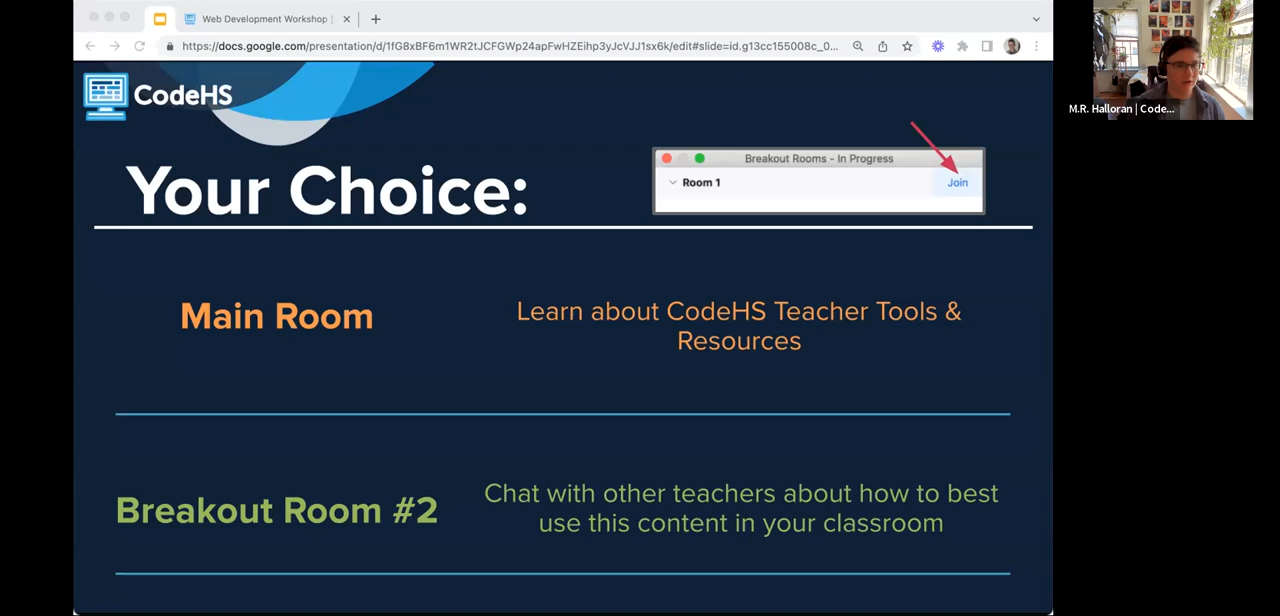 Web Development Workshop |
https://docs.google.com/presentation/d/1fG8xBF6m1WR2tJCFGWp24apFwHZEihp3yJcVJJ1sx6k/edit#slide=id.g13cc155008c_0...
CodeHS
M.R. Halloran | Code...
Breakout Rooms - In Progress
Room 1
Join
Your Choice:
Main Room
Learn about CodeHS Teacher Tools &
Resources
Breakout Room #2
Chat with other teachers about how to best
use this content in your classroom